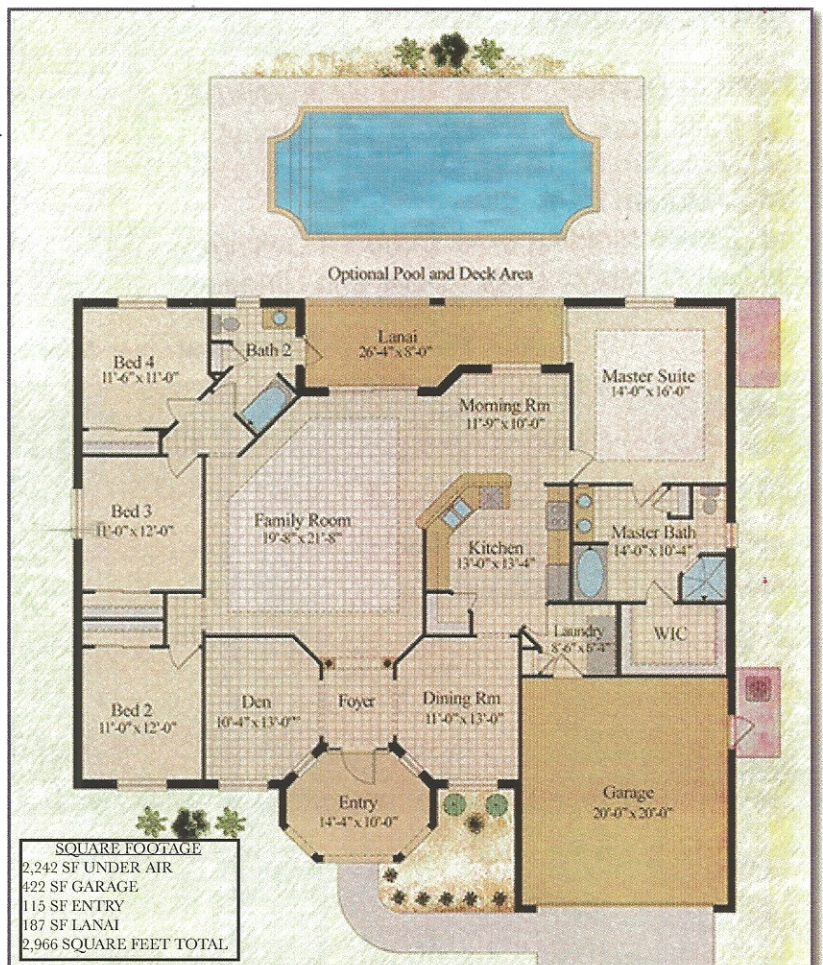 Optional Pool and Deck Area
Lanai
26'-4" x 8'-0"
Bed 4
11'-6" x 11'-0"
Bath 2
Master Suite
14'-0" x 16'-0"
Morning Rm
11'-9" x 10'-0"
Bed 3
11'-0" x 12'-0"
Family Room
19'-8" x 21'-8"
Kitchen
13'-0" x 13'-4"
Master Bath
14'-0" x 10'-4"
Laundry
8'-6" x 6'-4"
WIC
Bed 2
11'-0" x 12'-0"
Den
10'-4" x 13'-0"
Foyer
Dining Rm
11'-0" x 13'-0"
Entry
14'-4" x 10'-0"
Garage
20'-0" x 20'-0"
SQUARE FOOTAGE
2,242 SF UNDER AIR
422 SF GARAGE
115 SF ENTRY
187 SF LANAI
2,966 SQUARE FEET TOTAL